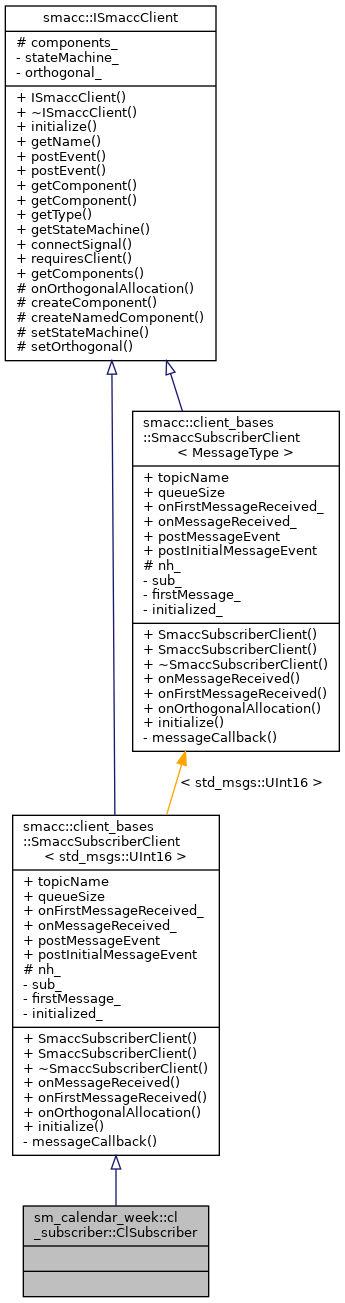 smacc::ISmaccClient
# components_
- stateMachine_
- orthogonal_
+ ISmaccClient()
+ ~ISmaccClient()
+ initialize()
+ getName()
+ postEvent()
+ postEvent()
+ getComponent()
+ getComponent()
+ getType()
+ getStateMachine()
+ connectSignal()
+ requiresClient()
+ getComponents()
# onOrthogonalAllocation()
# createComponent()
# createNamedComponent()
# setStateMachine()
# setOrthogonal()
smacc::client_bases
::SmaccSubscriberClient
< MessageType >
+ topicName
+ queueSize
+ onFirstMessageReceived_
+ onMessageReceived_
+ postMessageEvent
+ postInitialMessageEvent
# nh_
- sub_
- firstMessage_
- initialized_
+ SmaccSubscriberClient()
+ SmaccSubscriberClient()
+ ~SmaccSubscriberClient()
+ onMessageReceived()
+ onFirstMessageReceived()
+ onOrthogonalAllocation()
+ initialize()
- messageCallback()
< std_msgs::UInt16 >
smacc::client_bases
::SmaccSubscriberClient
< std_msgs::UInt16 >
+ topicName
+ queueSize
+ onFirstMessageReceived_
+ onMessageReceived_
+ postMessageEvent
+ postInitialMessageEvent
# nh_
- sub_
- firstMessage_
- initialized_
+ SmaccSubscriberClient()
+ SmaccSubscriberClient()
+ ~SmaccSubscriberClient()
+ onMessageReceived()
+ onFirstMessageReceived()
+ onOrthogonalAllocation()
+ initialize()
- messageCallback()
sm_calendar_week::cl
_subscriber::ClSubscriber